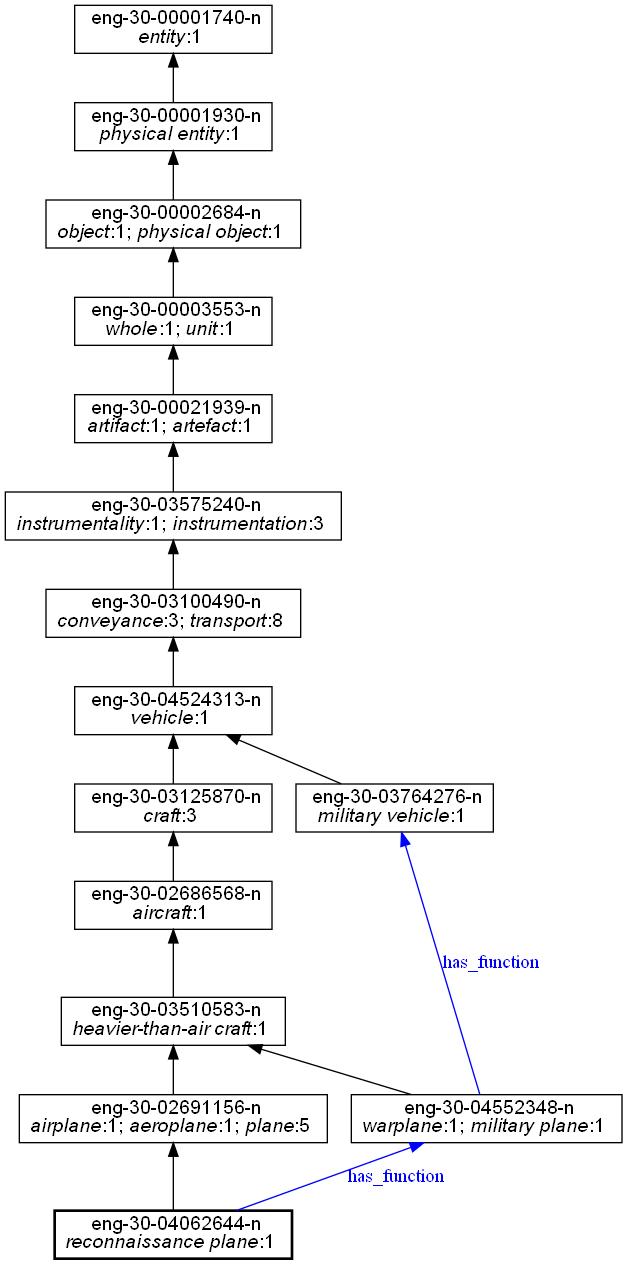 eng-30-00001740-n
entity:1
eng-30-00001930-n
physical entity:1
eng-30-00002684-n
object:1; physical object:1
eng-30-00003553-n
whole:1; unit:1
eng-30-00021939-n
artifact:1; artefact:1
eng-30-03575240-n
instrumentality:1; instrumentation:3
eng-30-03100490-n
conveyance:3; transport:8
eng-30-04524313-n
vehicle:1
eng-30-03125870-n
craft:3
eng-30-03764276-n
military vehicle:1
eng-30-02686568-n
aircraft:1
has_function
eng-30-03510583-n
heavier-than-air craft:1
eng-30-02691156-n
airplane:1; aeroplane:1; plane:5
eng-30-04552348-n
warplane:1; military plane:1
has_function
eng-30-04062644-n
reconnaissance plane:1